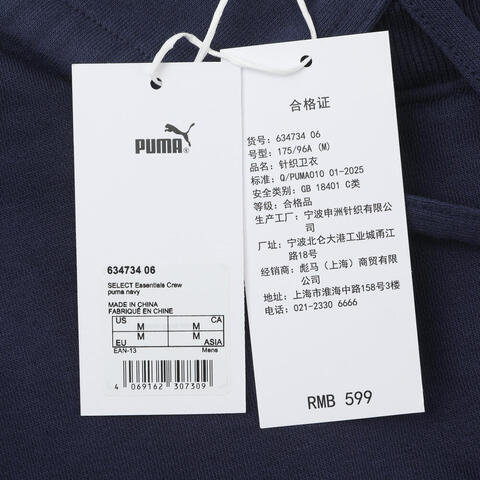 PUMA
634734 06
SELECT Essentials Crew
puma navy
MADE IN CHINA
FABRIQUÉ EN CHINE
US M M CA
EU M M ASIA
EAN-13 Mens
4 069162 307309
合格证
货号: 634734 06
号型: 175/96A (M)
品名: 针织卫衣
标准: Q/PUMA010 01-2025
安全类别: GB 18401 C类
等级: 合格品
生产工厂: 宁波申洲针织有限公
司
厂址: 宁波北仑大港工业城甬江
路18号
经销商: 彪马（上海）商贸有限公
司
地址: 上海市淮海中路158号3楼
电话: 021-2330 6666
RMB 599